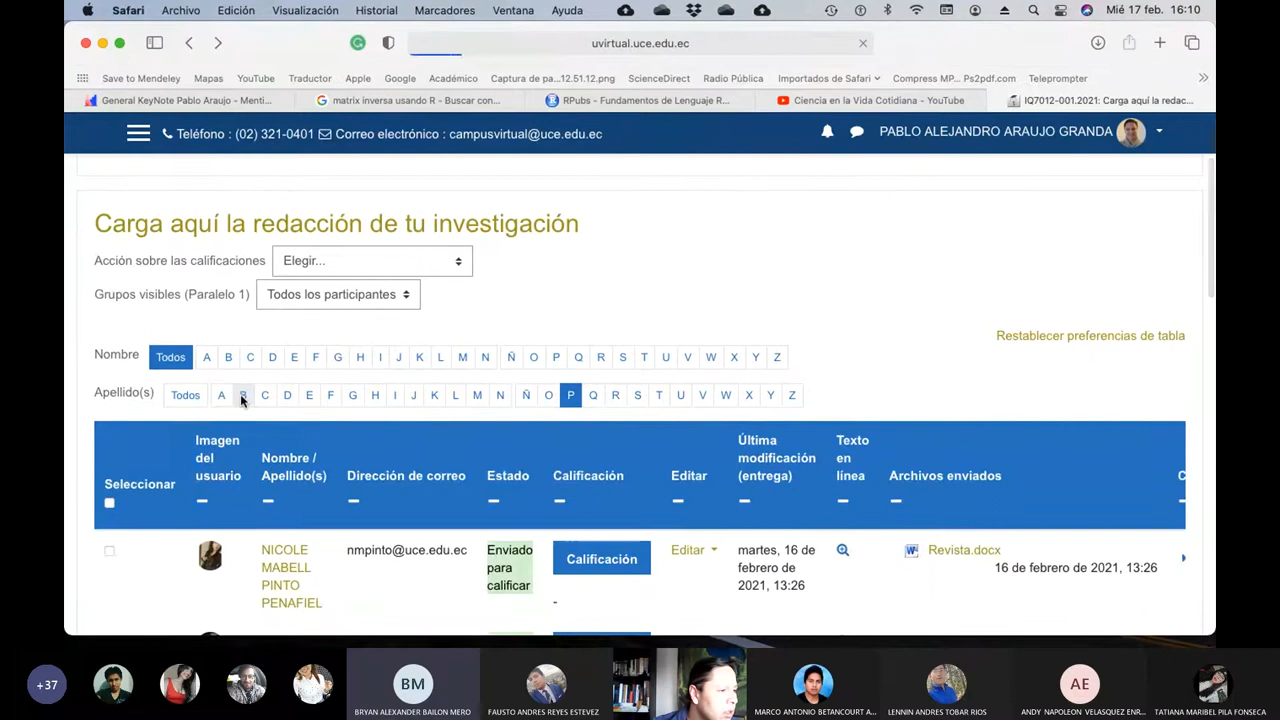 Safari Archivo Edición Visualización Historial Marcadores Ventana Ayuda Mié 17 feb. 16:10
uvirtual.uce.edu.ec
Save to Mendeley Mapas YouTube Traductor Apple Google Académico Captura de pa...12.51.12.png ScienceDirect Radio Pública Importados de Safari Compress MP... Ps2pdf.com Teleprompter
General KeyNote Pablo Araujo - Menti... matrix inversa usando R - Buscar con... RPubs - Fundamentos de Lenguaje R... Ciencia en la Vida Cotidiana - YouTube IQ7012-001.2021: Carga aquí la redac...
Teléfono : (02) 321-0401 Correo electrónico : campusvirtual@uce.edu.ec PABLO ALEJANDRO ARAUJO GRANDA
Carga aquí la redacción de tu investigación
Acción sobre las calificaciones Elegir...
Grupos visibles (Paralelo 1) Todos los participantes
Restablecer preferencias de tabla
Nombre Todos A B C D E F G H I J K L M N Ñ O P Q R S T U V W X Y Z
Apellido(s) Todos A B C D E F G H I J K L M N Ñ O P Q R S T U V W X Y Z
Seleccionar
Imagen del usuario
Nombre / Apellido(s)
Dirección de correo
Estado
Calificación
Editar
Última modificación (entrega)
Texto en línea
Archivos enviados
C
NICOLE MABELL PINTO PENAFIEL
nmpinto@uce.edu.ec
Enviado para calificar
Calificación
-
Editar
martes, 16 de febrero de 2021, 13:26
Revista.docx
16 de febrero de 2021, 13:26
+37
BM
AE
BRYAN ALEXANDER BAILON MERO FAUSTO ANDRES REYES ESTEVEZ MARCO ANTONIO BETANCOURT A... LENNIN ANDRES TOBAR RIOS ANDY NAPOLEON VELASQUEZ ENR... TATIANA MARIBEL PILA FONSECA